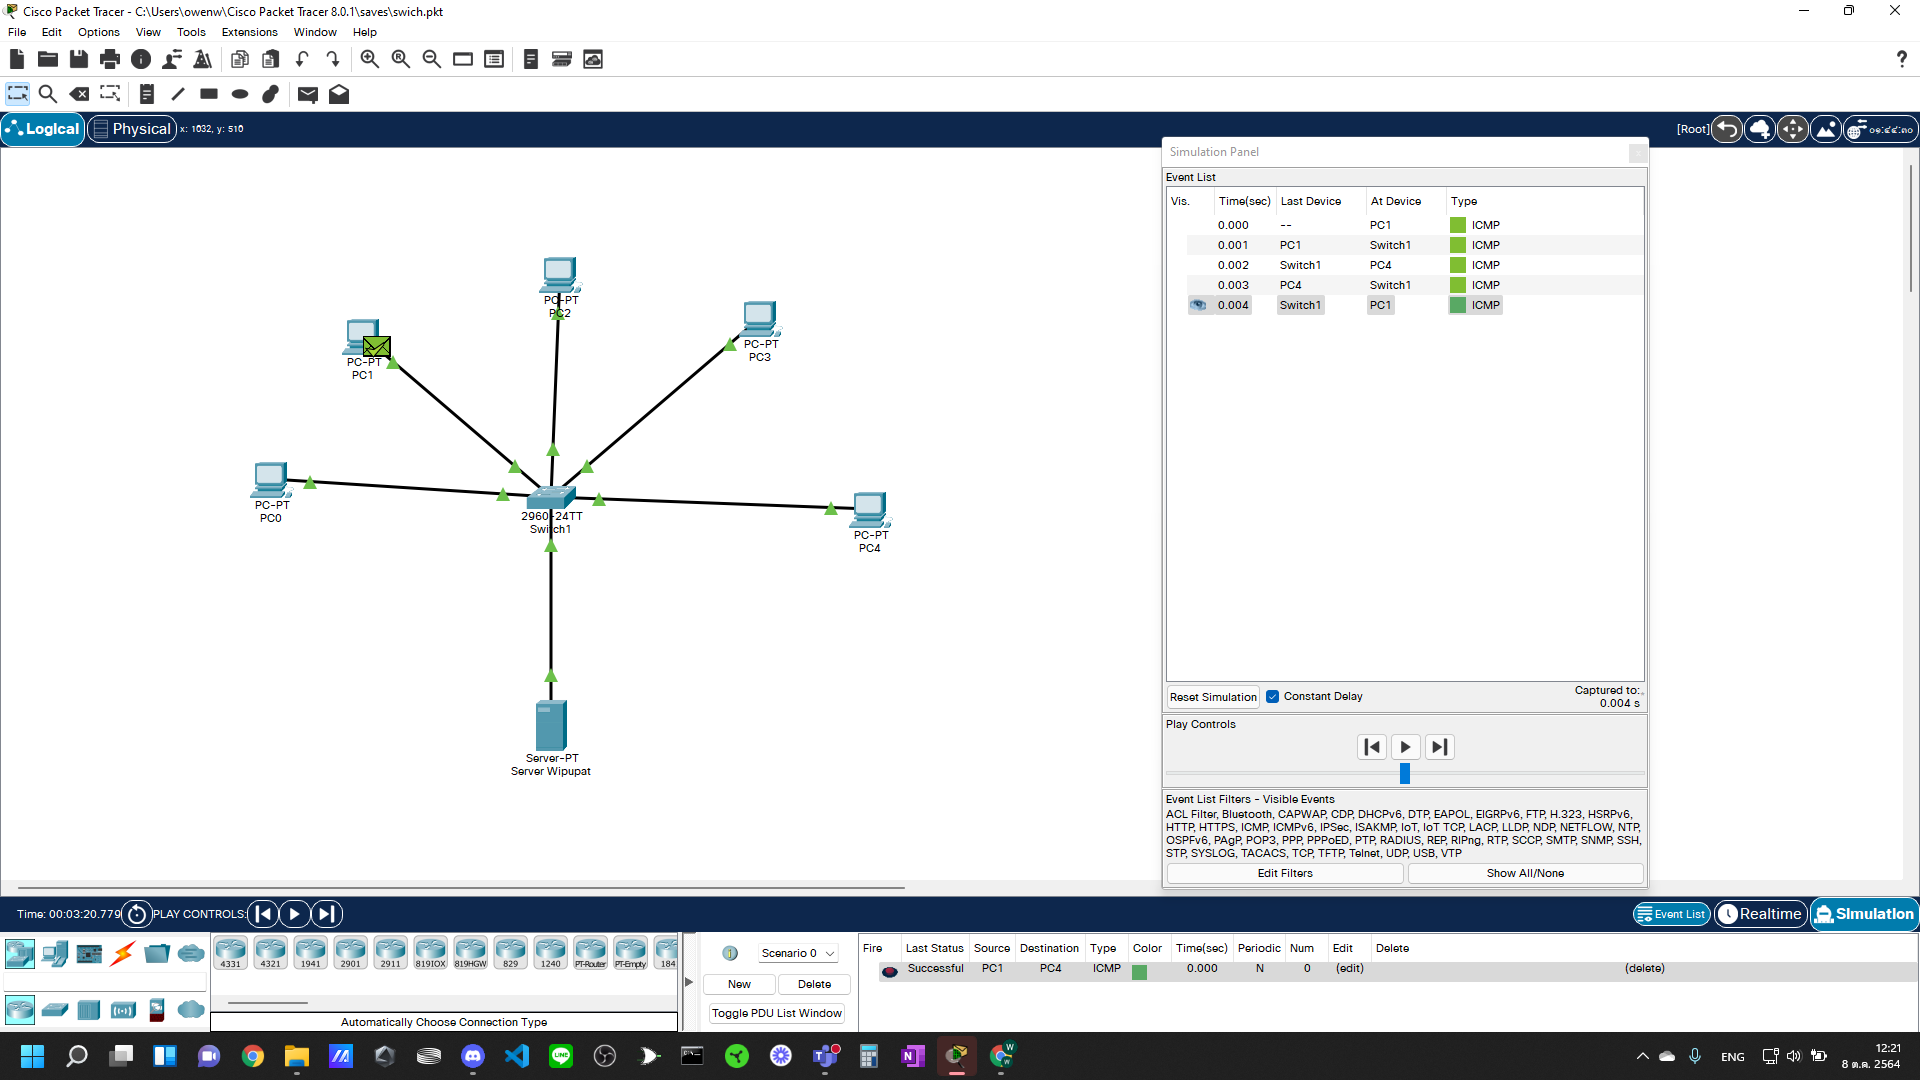 Cisco Packet Tracer - C:\Users\owenw\Cisco Packet Tracer 8.0.1\saves\swich.pkt
File Edit Options View Tools Extensions Window Help
Logical Physical x: 1032, y: 510
[Root] ๐๑:๔๔:๓๐
Simulation Panel
Event List
Vis. Time(sec) Last Device At Device Type
0.000 -- PC1 ICMP
0.001 PC1 Switch1 ICMP
0.002 Switch1 PC4 ICMP
0.003 PC4 Switch1 ICMP
0.004 Switch1 PC1 ICMP
Reset Simulation Constant Delay Captured to:
0.004 s
Play Controls
Event List Filters - Visible Events
ACL Filter, Bluetooth, CAPWAP, CDP, DHCPv6, DTP, EAPOL, EIGRPv6, FTP, H.323, HSRPv6,
HTTP, HTTPS, ICMP, ICMPv6, IPSec, ISAKMP, IoT, IoT TCP, LACP, LLDP, NDP, NETFLOW, NTP,
OSPFv6, PAgP, POP3, PPP, PPPoED, PTP, RADIUS, REP, RIPng, RTP, SCCP, SMTP, SNMP, SSH,
STP, SYSLOG, TACACS, TCP, TFTP, Telnet, UDP, USB, VTP
Edit Filters Show All/None
PC-PT
PC2
PC-PT
PC3
PC-PT
PC1
PC-PT
PC0
2960-24TT
Switch1
PC-PT
PC4
Server-PT
Server Wipupat
Time: 00:03:20.779 PLAY CONTROLS: Event List Realtime Simulation
4331 4321 1941 2901 2911 819IOX 819HGW 829 1240 PT-Router PT-Empty 184
Automatically Choose Connection Type
Scenario 0
New Delete
Toggle PDU List Window
Fire Last Status Source Destination Type Color Time(sec) Periodic Num Edit Delete
Successful PC1 PC4 ICMP 0.000 N 0 (edit) (delete)
ENG 12:21
8 ต.ค. 2564